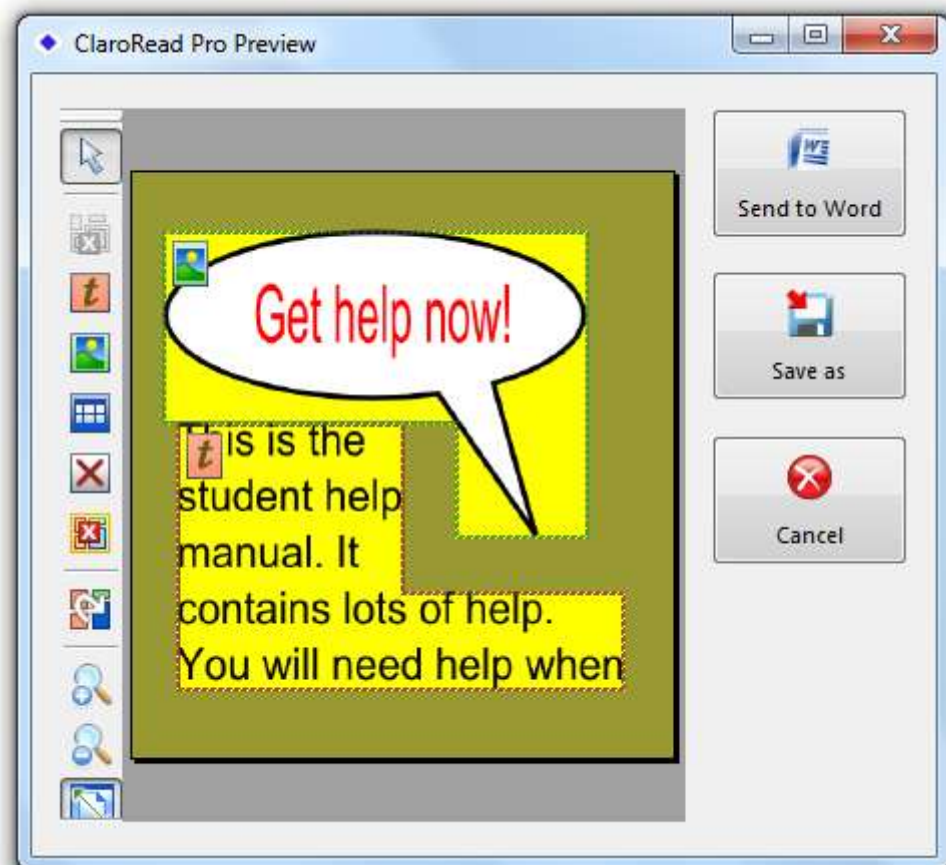 ClaroRead Pro Preview
Send to Word
Save as
Cancel
Get help now!
This is the
student help
manual. It
contains lots of help.
You will need help when